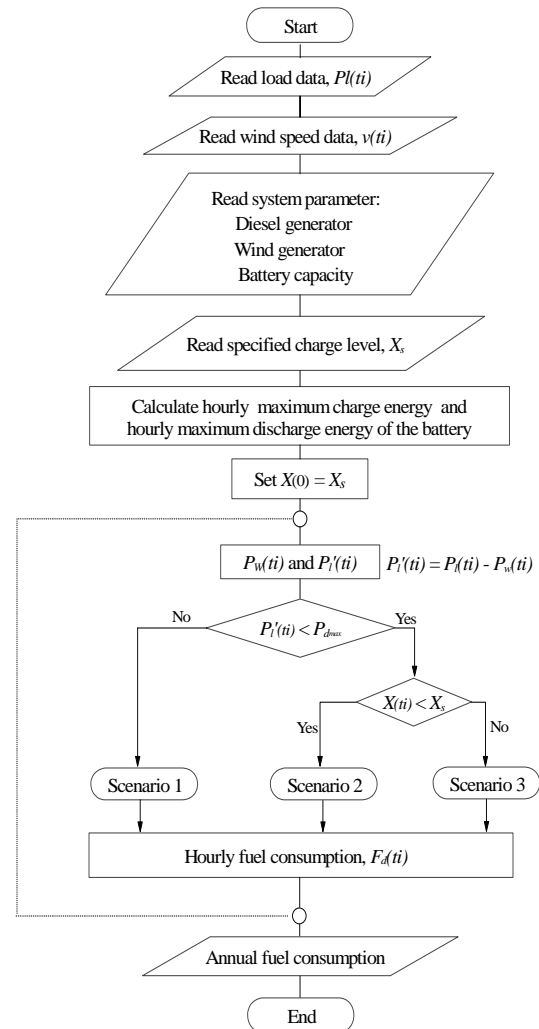 Start
Read load data, Pl(ti)
Read wind speed data, v(ti)
Read system parameter:
Diesel generator
Wind generator
Battery capacity
Read specified charge level, Xs
Calculate hourly maximum charge energy and
hourly maximum discharge energy of the battery
Set X(0) = Xs
PW(ti) and Pl'(ti) Pl'(ti) = Pl(ti) - Pw(ti)
No Pl'(ti) < Pdmax Yes
X(ti) < Xs
Yes No
Scenario 1 Scenario 2 Scenario 3
Hourly fuel consumption, Fd(ti)
Annual fuel consumption
End